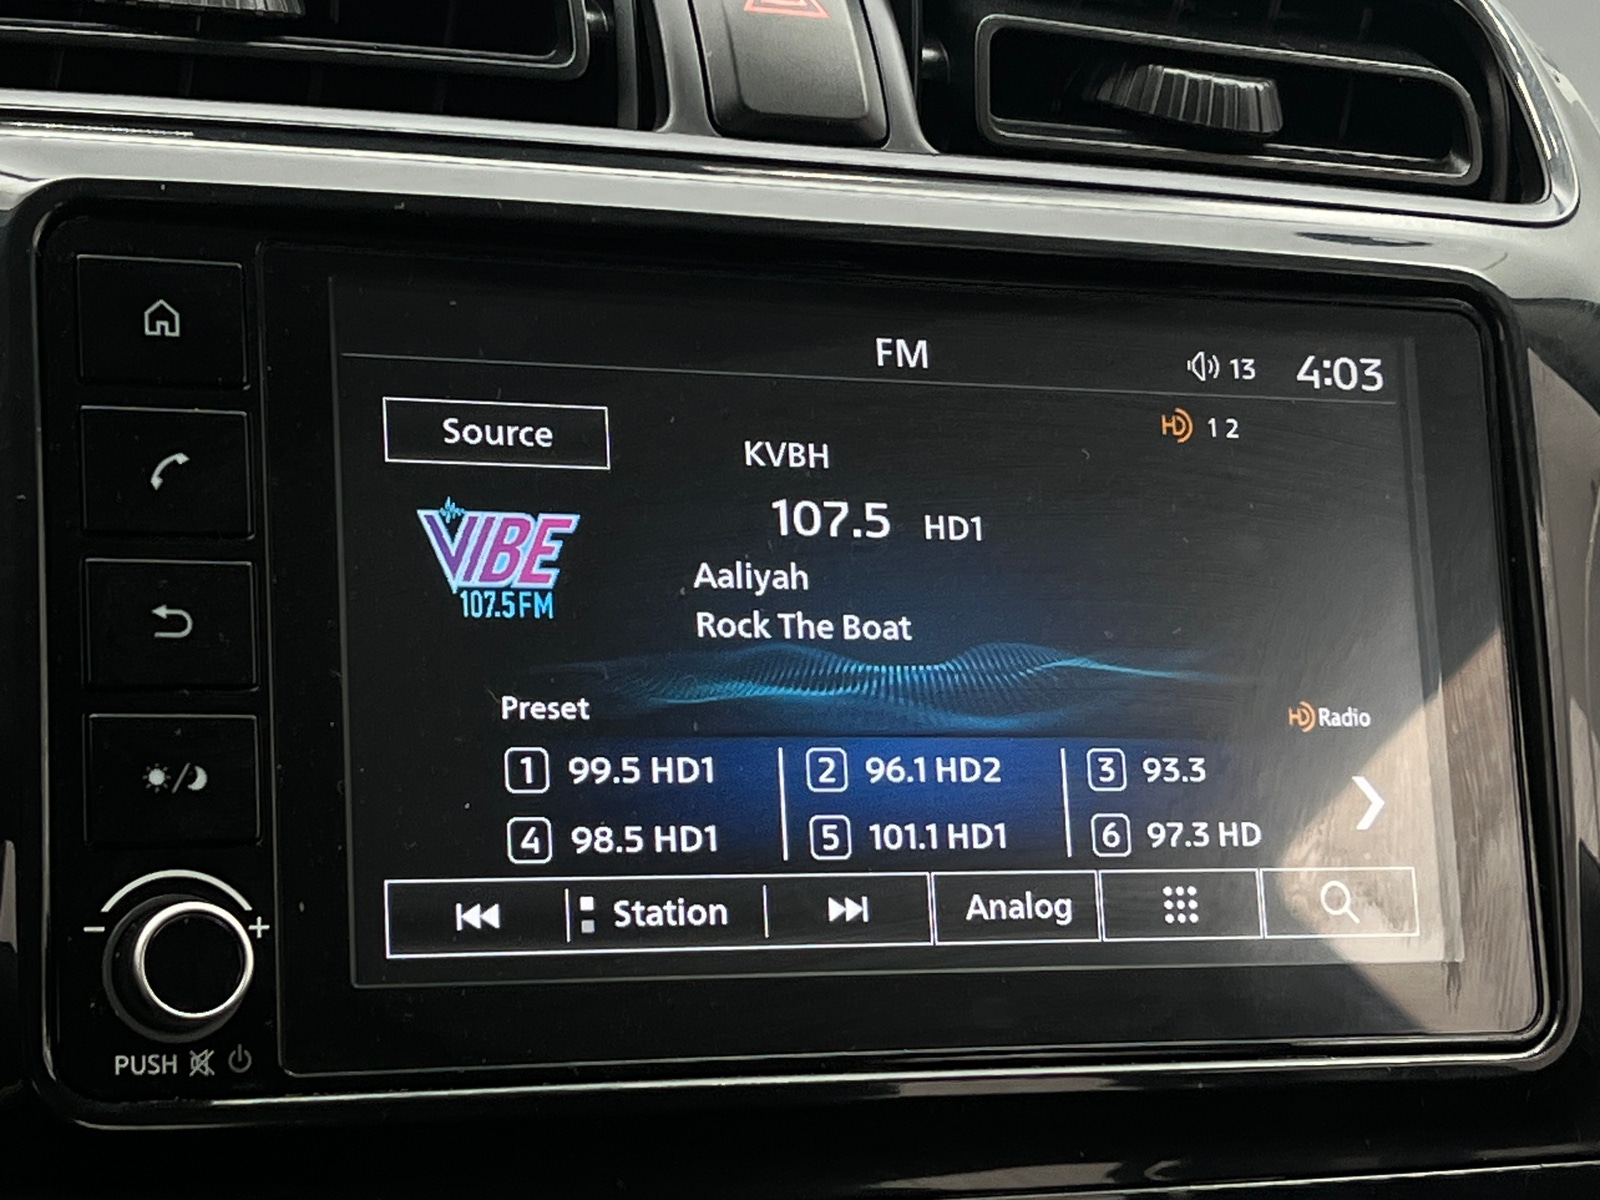 FM
13 4:03
Source
HD 1 2
KVBH
107.5 HD1
VIBE
107.5 FM
Aaliyah
Rock The Boat
Preset
HD Radio
1 99.5 HD1 2 96.1 HD2 3 93.3
4 98.5 HD1 5 101.1 HD1 6 97.3 HD
Station Analog
- +
PUSH